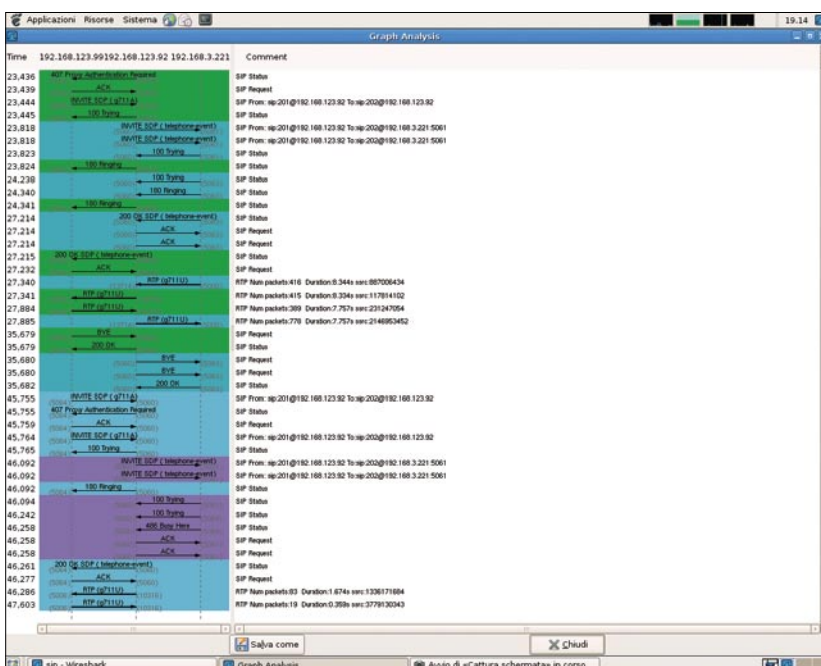 Applicazioni Risorse Sistema 19.14
Graph Analysis
Time 192.168.123.99192.168.123.92 192.168.3.221 Comment
23,436 407 Proxy Authentication Required SIP Status
23,439 ACK SIP Request
23,444 INVITE SDP ( g711A) SIP From: sip:201@192.168.123.92 To:sip:202@192.168.123.92
23,445 100 Trying SIP Status
23,818 INVITE SDP ( telephone-event) SIP From: sip:201@192.168.123.92 To:sip:202@192.168.3.221:5061
23,818 INVITE SDP ( telephone-event) SIP From: sip:201@192.168.123.92 To:sip:202@192.168.3.221:5061
23,823 100 Trying SIP Status
23,824 180 Ringing SIP Status
24,238 100 Trying SIP Status
24,340 180 Ringing SIP Status
24,341 180 Ringing SIP Status
27,214 200 OK SDP ( telephone-event) SIP Status
27,214 ACK SIP Request
27,214 ACK SIP Request
27,215 200 OK SDP ( telephone-event) SIP Status
27,232 ACK SIP Request
27,340 RTP (g711U) RTP Num packets:416 Duration:8.344s ssrc:887006434
27,341 RTP (g711U) RTP Num packets:415 Duration:8.334s ssrc:117814102
27,884 RTP (g711U) RTP Num packets:389 Duration:7.757s ssrc:231247054
27,885 RTP (g711U) RTP Num packets:778 Duration:7.757s ssrc:2146953452
35,679 BYE SIP Request
35,679 200 OK SIP Status
35,680 BYE SIP Request
35,680 BYE SIP Request
35,682 200 OK SIP Status
45,755 INVITE SDP ( g711A) SIP From: sip:201@192.168.123.92 To:sip:202@192.168.123.92
45,755 407 Proxy Authentication Required SIP Status
45,759 ACK SIP Request
45,764 INVITE SDP ( g711A) SIP From: sip:201@192.168.123.92 To:sip:202@192.168.123.92
45,765 100 Trying SIP Status
46,092 INVITE SDP ( telephone-event) SIP From: sip:201@192.168.123.92 To:sip:202@192.168.3.221:5061
46,092 INVITE SDP ( telephone-event) SIP From: sip:201@192.168.123.92 To:sip:202@192.168.3.221:5061
46,092 180 Ringing SIP Status
46,094 100 Trying SIP Status
46,242 100 Trying SIP Status
46,258 486 Busy Here SIP Status
46,258 ACK SIP Request
46,258 ACK SIP Request
46,261 200 OK SDP ( telephone-event) SIP Status
46,277 ACK SIP Request
46,286 RTP (g711U) RTP Num packets:83 Duration:1.674s ssrc:1336171684
47,603 RTP (g711U) RTP Num packets:19 Duration:0.359s ssrc:3779130343
Salva come Chiudi
sip - Wireshark Graph Analysis Avvio di «Cattura schermata» in corso